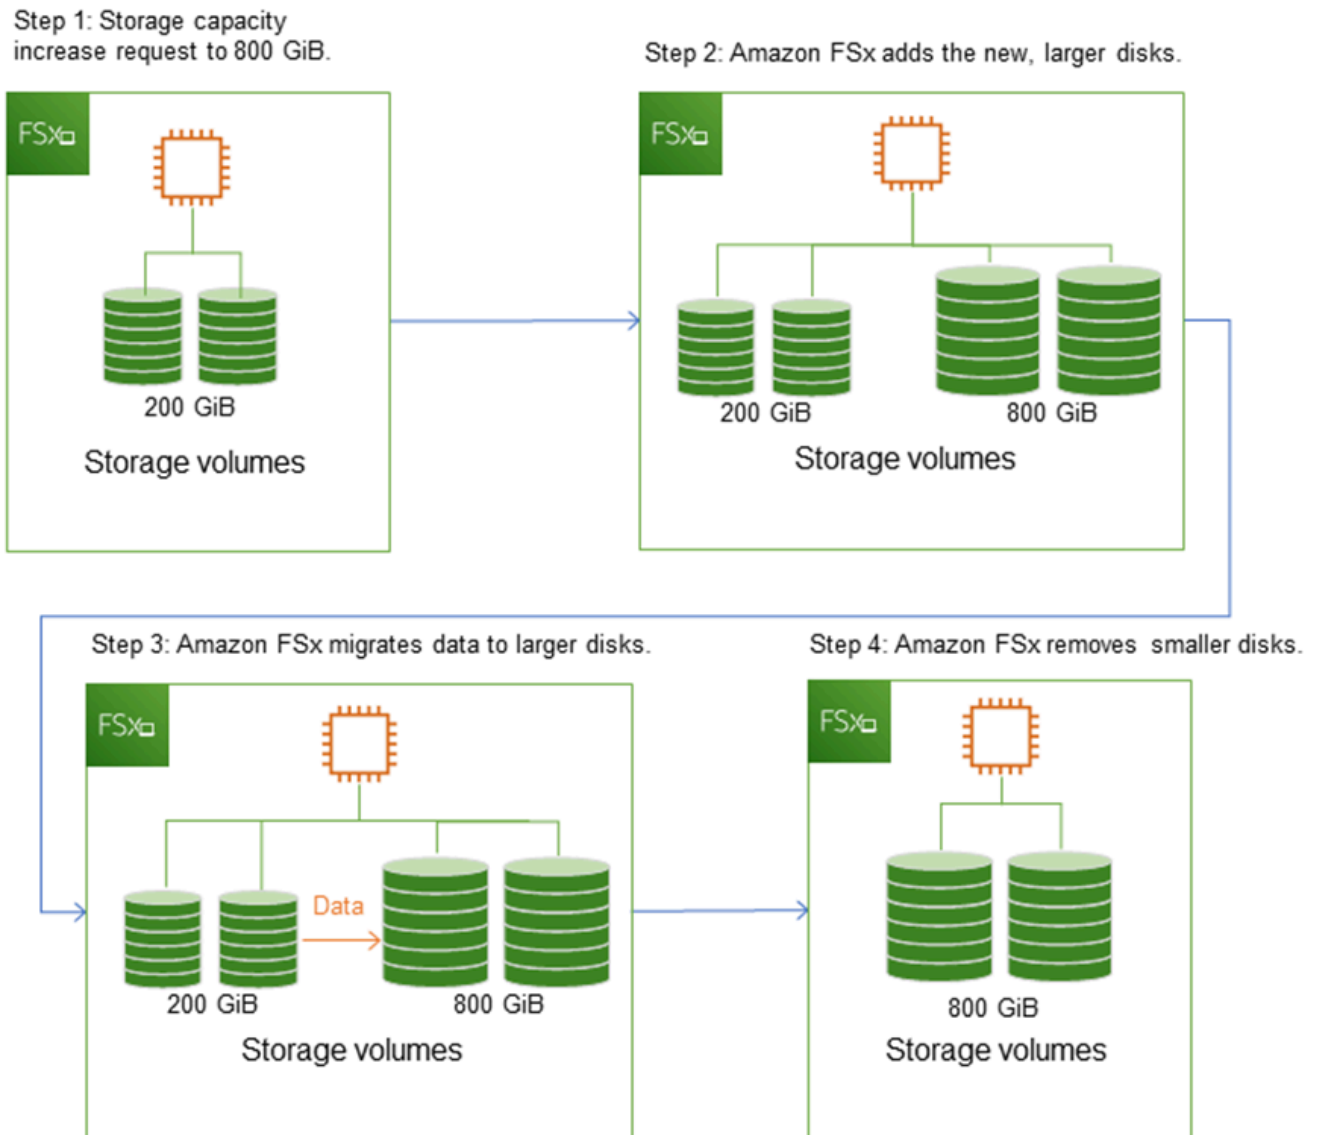 Step 1: Storage capacity
increase request to 800 GiB.
Step 2: Amazon FSx adds the new, larger disks.
FSx
200 GiB
Storage volumes
FSx
200 GiB
800 GiB
Storage volumes
Step 3: Amazon FSx migrates data to larger disks.
Step 4: Amazon FSx removes smaller disks.
FSx
Data
200 GiB
800 GiB
Storage volumes
FSx
800 GiB
Storage volumes